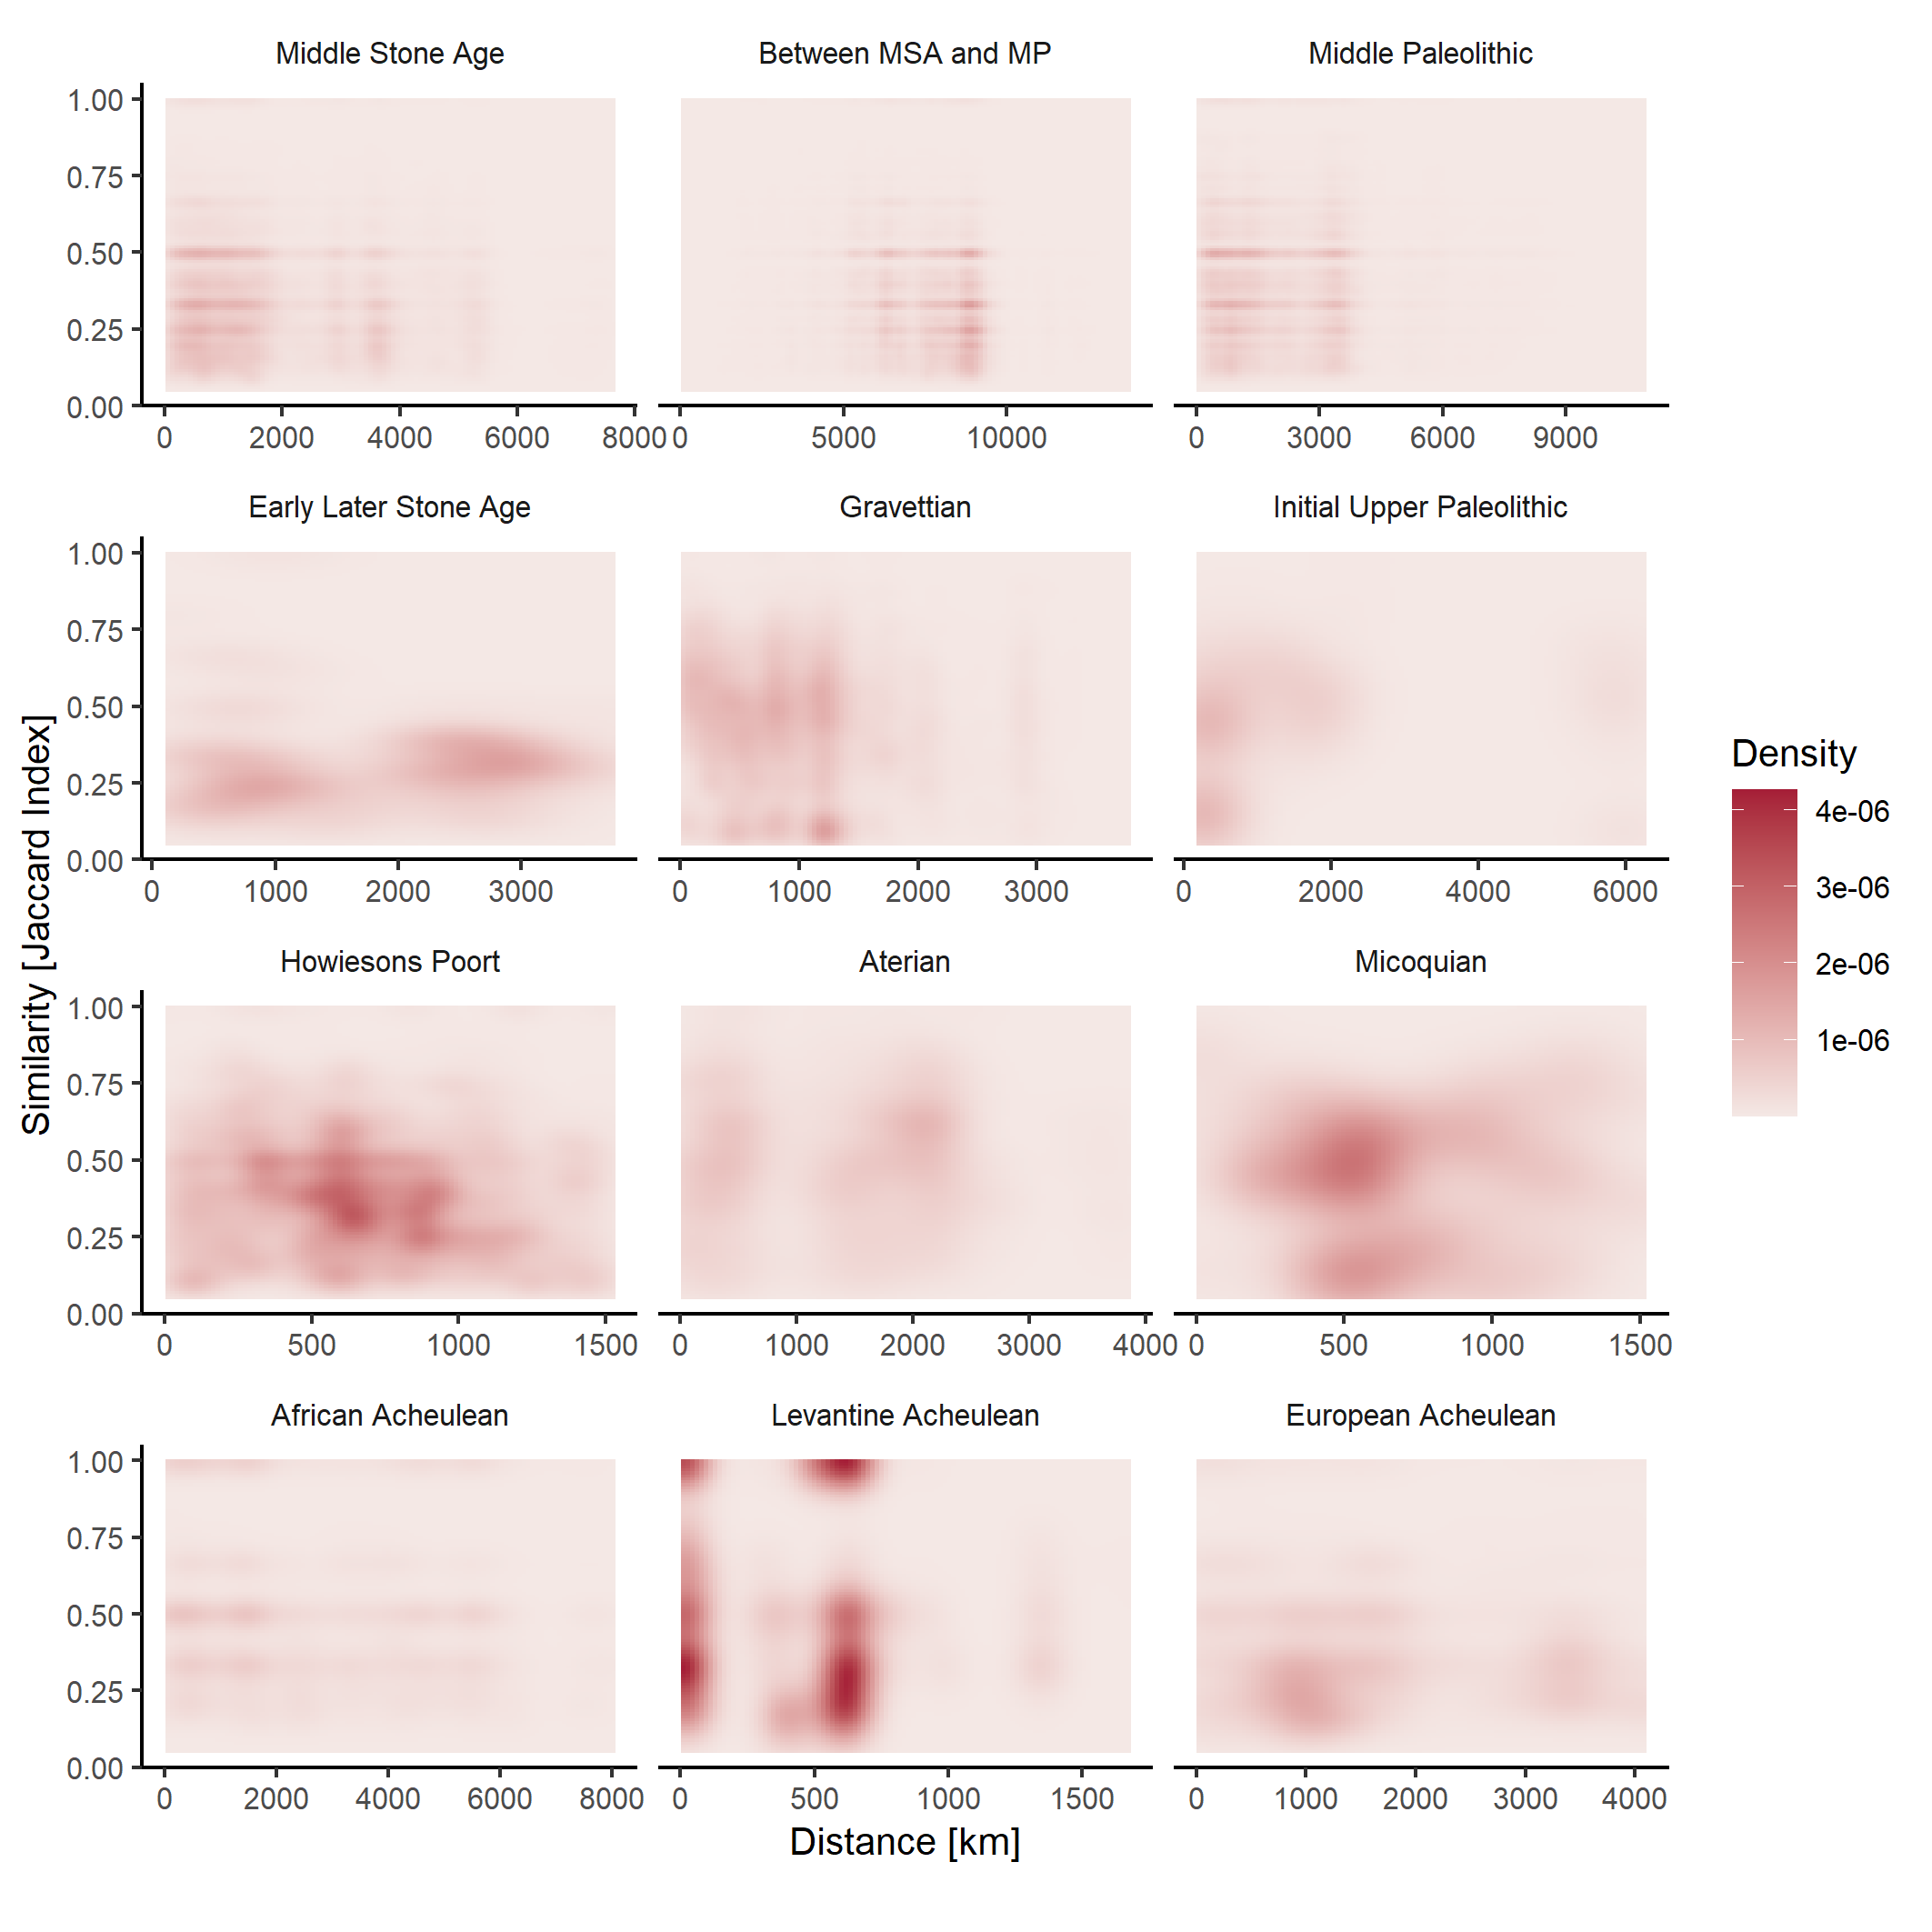 Middle Stone Age Between MSA and MP Middle Paleolithic
1.00
0.75
0.50
0.25
0.00
0 2000 4000 6000 8000 0 5000 10000 0 3000 6000 9000
Early Later Stone Age Gravettian Initial Upper Paleolithic
1.00
0.75
0.50
0.25
0.00
0 1000 2000 3000 0 1000 2000 3000 0 2000 4000 6000
Similarity [Jaccard Index]
Howiesons Poort Aterian Micoquian
1.00
0.75
0.50
0.25
0.00
0 500 1000 1500 0 1000 2000 3000 4000 0 500 1000 1500
African Acheulean Levantine Acheulean European Acheulean
1.00
0.75
0.50
0.25
0.00
0 2000 4000 6000 8000 0 500 1000 1500 0 1000 2000 3000 4000
Distance [km]
Density
4e-06
3e-06
2e-06
1e-06